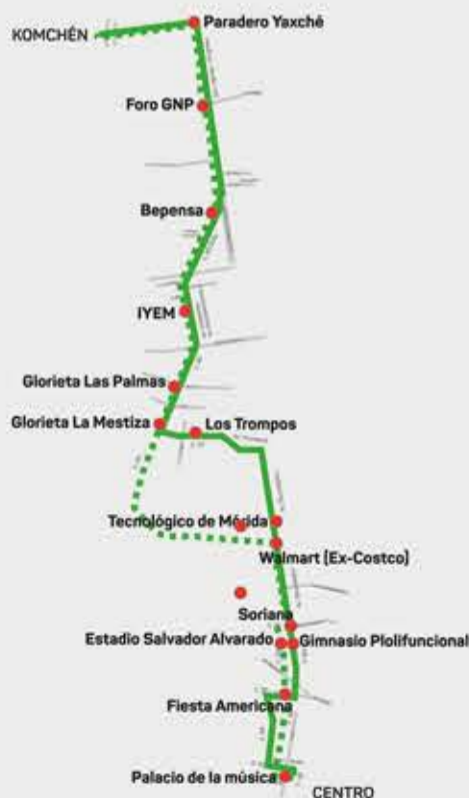 Paradero Yaxché
KOMCHÉN
Foro GNP
Bepensa
IYEM
Glorieta Las Palmas
Glorieta La Mestiza
Los Trompos
Tecnológico de Mérida
Walmart (Ex-Costco)
Soriana
Estadio Salvador Alvarado
Gimnasio Plolifuncional
Fiesta Americana
Palacio de la música
CENTRO